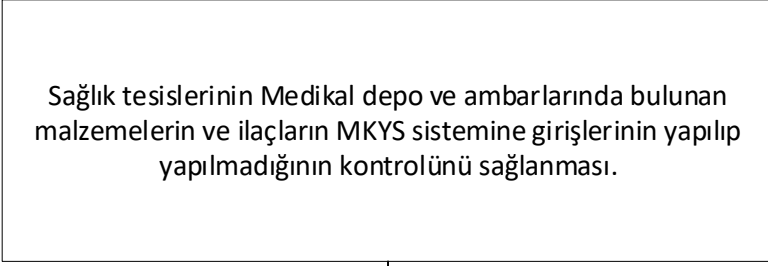 Sağlık tesislerinin Medikal depo ve ambarlarında bulunan
malzemelerin ve ilaçların MKYS sistemine girişlerinin yapılıp
yapılmadığının kontrolünü sağlanması.